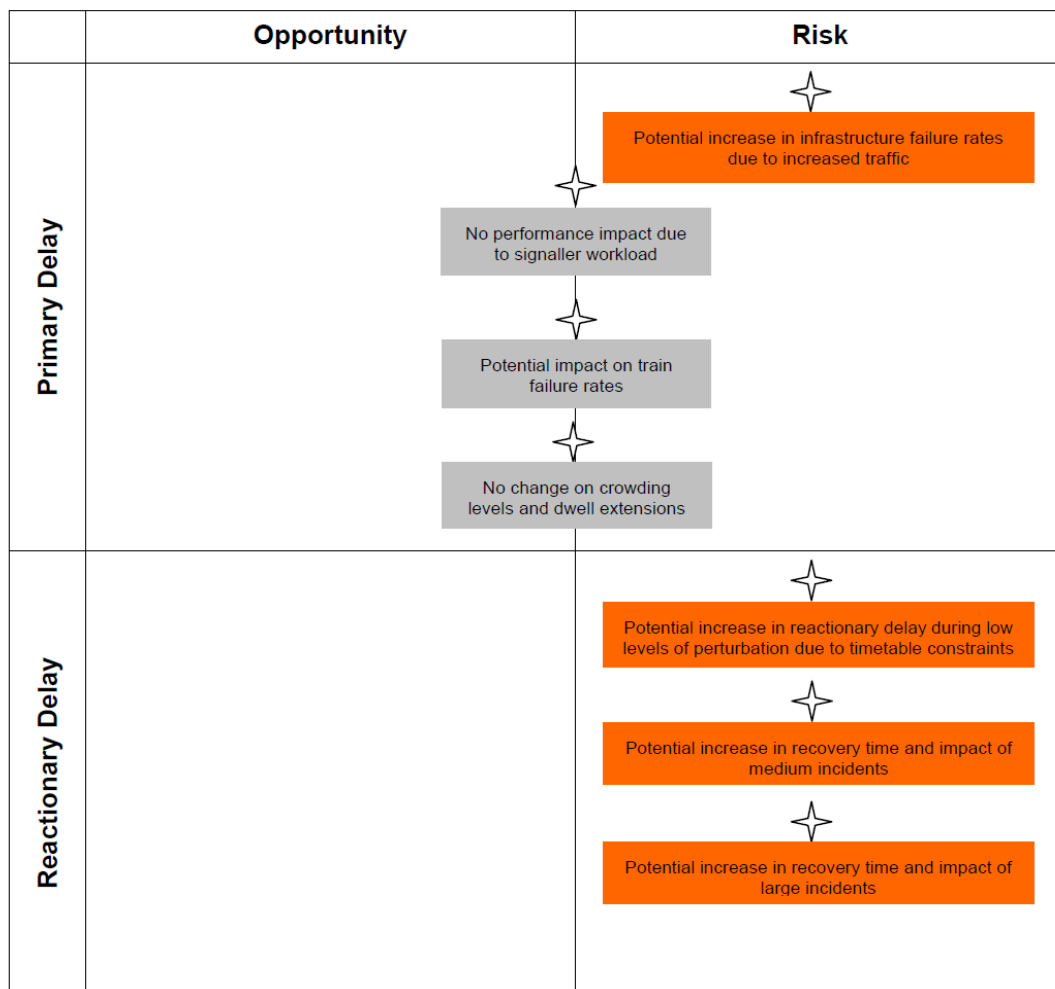 Opportunity
Risk
Primary Delay
Potential increase in infrastructure failure rates
due to increased traffic
No performance impact due
to signaller workload
Potential impact on train
failure rates
No change on crowding
levels and dwell extensions
Reactionary Delay
Potential increase in reactionary delay during low
levels of perturbation due to timetable constraints
Potential increase in recovery time and impact of
medium incidents
Potential increase in recovery time and impact of
large incidents